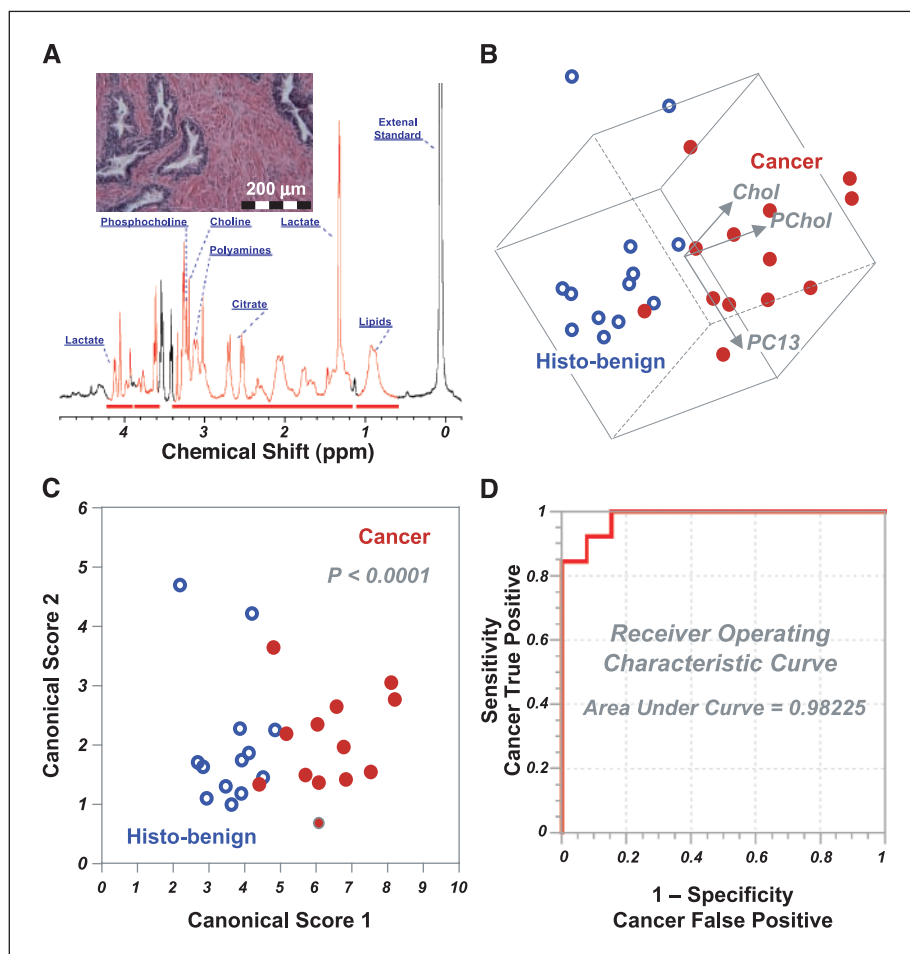 A
200 µm
Extenal
Standard
Phosphocholine
Choline
Lactate
Polyamines
Citrate
Lactate
Lipids
4
3
2
1
0
Chemical Shift (ppm)
B
Cancer
Chol
PChol
PC13
Histo-benign
C
6
5
4
3
2
1
0
Canonical Score 2
Cancer
P < 0.0001
Histo-benign
0 1 2 3 4 5 6 7 8 9 10
Canonical Score 1
D
1
0.8
0.6
0.4
0.2
0
Sensitivity
Cancer True Positive
Receiver Operating
Characteristic Curve
Area Under Curve = 0.98225
0 0.2 0.4 0.6 0.8 1
1 – Specificity
Cancer False Positive